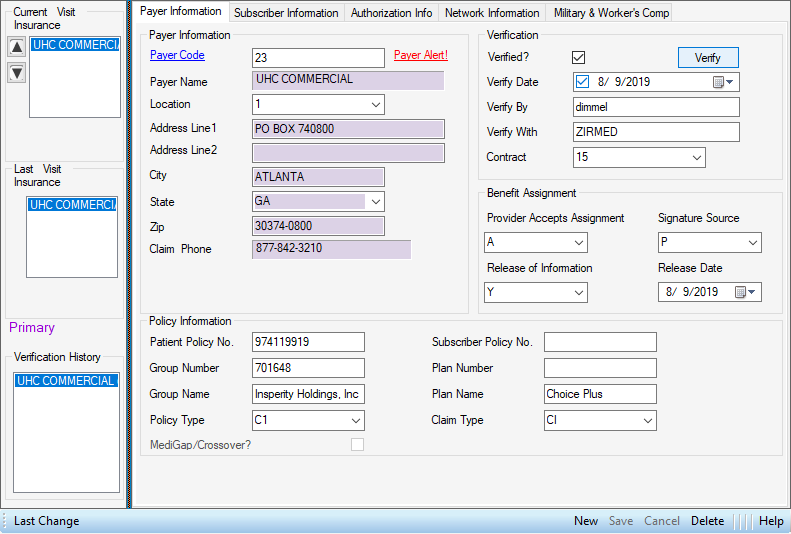 Current Visit Insurance
UHC COMMERCIA
Last Visit Insurance
UHC COMMERCIA
Primary
Verification History
UHC COMMERCIAL
Payer Information
Subscriber Information
Authorization Info
Network Information
Military & Worker's Comp
Payer Information
Payer Code
23
Payer Alert!
Payer Name
UHC COMMERCIAL
Location
1
Address Line1
PO BOX 740800
Address Line2
City
ATLANTA
State
GA
Zip
30374-0800
Claim Phone
877-842-3210
Verification
Verified?
Verify
Verify Date
8/ 9/2019
Verify By
dimmel
Verify With
ZIRMED
Contract
15
Benefit Assignment
Provider Accepts Assignment
Signature Source
A
P
Release of Information
Release Date
Y
8/ 9/2019
Policy Information
Patient Policy No.
974119919
Subscriber Policy No.
Group Number
701648
Plan Number
Group Name
Insperity Holdings, Inc
Plan Name
Choice Plus
Policy Type
C1
Claim Type
CI
MediGap/Crossover?
Last Change
New
Save
Cancel
Delete
Help